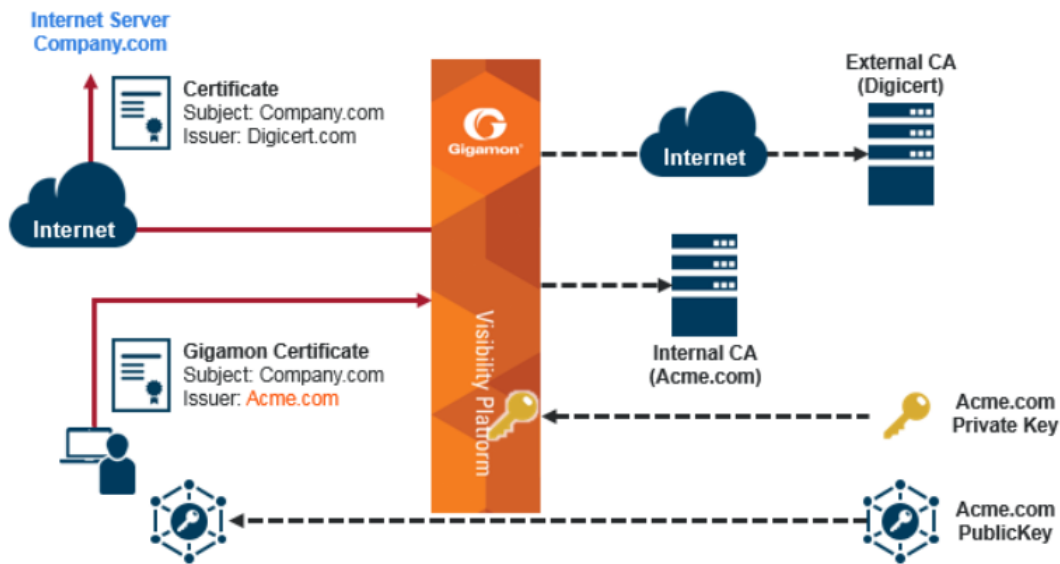 Internet Server
Company.com
Certificate
Subject: Company.com
Issuer: Digicert.com
Internet
Gigamon®
Visibility Platform
Internet
External CA
(Digicert)
Internal CA
(Acme.com)
Gigamon Certificate
Subject: Company.com
Issuer: Acme.com
Acme.com
Private Key
Acme.com
PublicKey